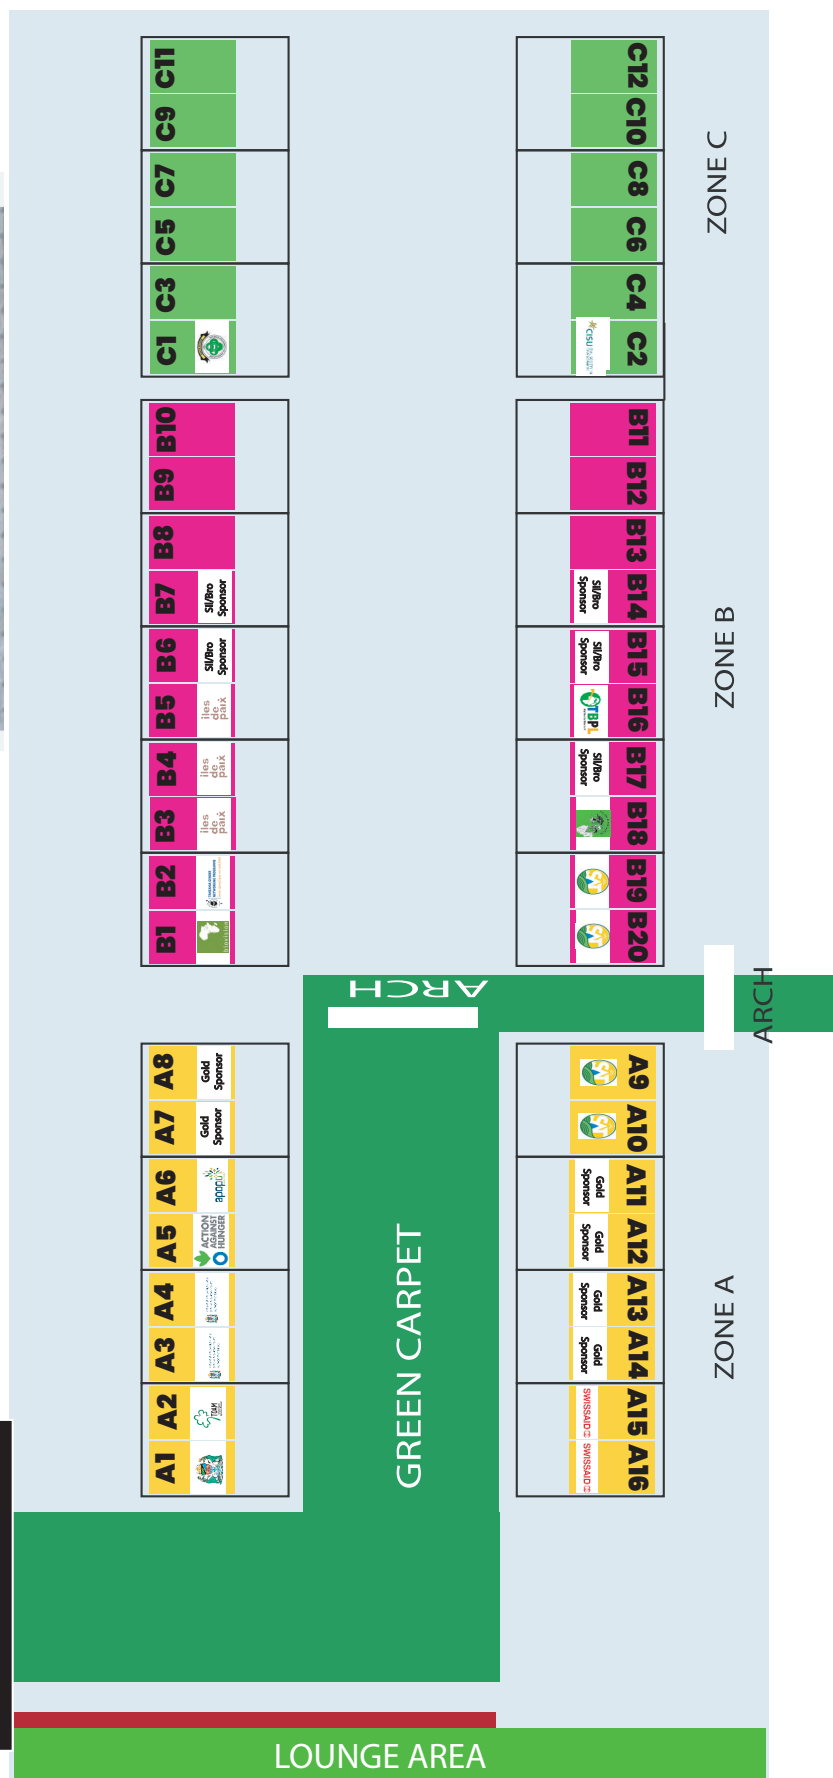 C11
C9
C7
C5
C3
C1
C12
C10
C8
C6
C4
C2
CISU
ZONE C
B10
B9
B8
B7
Sil/Bro
Sponsor
B6
Sil/Bro
Sponsor
B5
iles
de
paix
B4
iles
de
paix
B3
iles
de
paix
B2
B1
B11
B12
B13
B14
Sil/Bro
Sponsor
B15
Sil/Bro
Sponsor
B16
TBPL
B17
Sil/Bro
Sponsor
B18
B19
B20
ZONE B
ARCH
ARCH
A8
Gold
Sponsor
A7
Gold
Sponsor
A6
apopo
A5
ACTION
AGAINST
HUNGER
A4
A3
A2
A1
GREEN CARPET
A9
A10
A11
Gold
Sponsor
A12
Gold
Sponsor
A13
Gold
Sponsor
A14
Gold
Sponsor
A15
SWISSAID
A16
SWISSAID
ZONE A
LOUNGE AREA